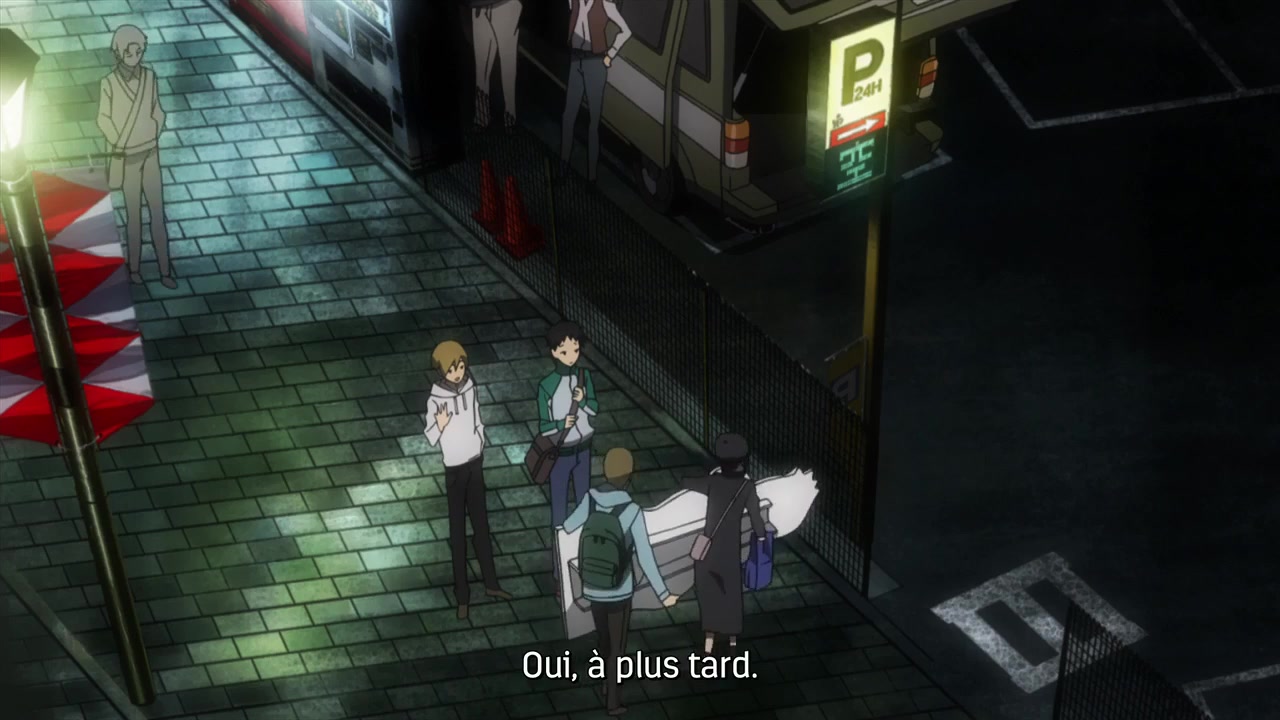 P
24H
空
P
Oui, à plus tard.